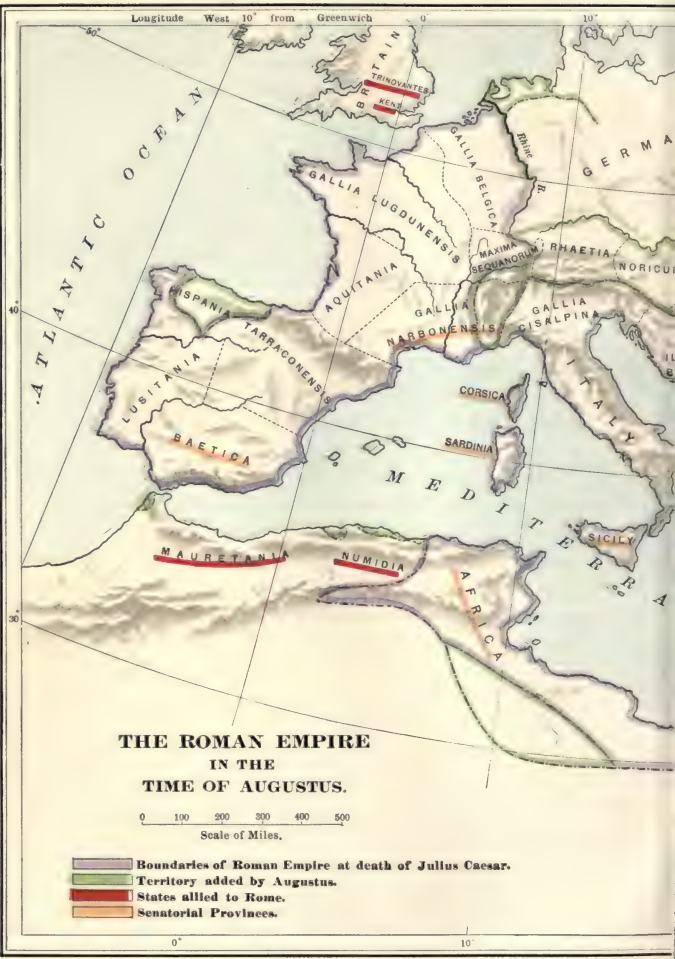 Longitude West 10° from Greenwich 0° 10°
50°
BRITAIN
TRINOVANTES
KENT
ATLANTIC OCEAN
GALLIA BELGICA
Rhine R.
GERMA
GALLIA LUGDUNENSIS
MAXIMA
SEQUANORUM
RHAETIA
NORICU
AQUITANIA
GALLIA
NARBONENSIS
GALLIA
CISALPINA
IL
40°
HISPANIA
TARRACONENSIS
LUSITANIA
BAETICA
CORSICA
SARDINIA
ITALY
MEDITERRA
SICILY
MAURETANIA
NUMIDIA
AFRICA
30°
THE ROMAN EMPIRE
IN THE
TIME OF AUGUSTUS.
0 100 200 300 400 500
Scale of Miles.
Boundaries of Roman Empire at death of Julius Caesar.
Territory added by Augustus.
States allied to Rome.
Senatorial Provinces.
0° 10°